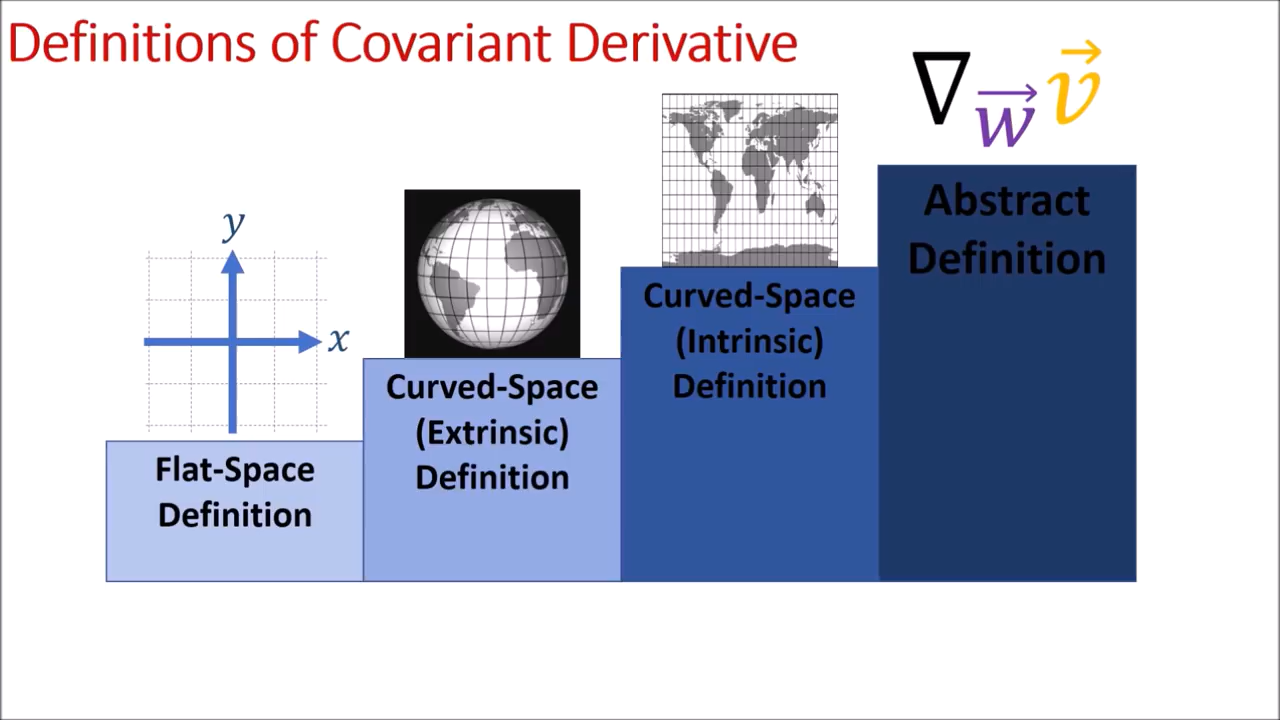 Definitions of Covariant Derivative
∇
w⃗
v⃗
y
x
Flat-Space
Definition
Curved-Space
(Extrinsic)
Definition
Curved-Space
(Intrinsic)
Definition
Abstract
Definition